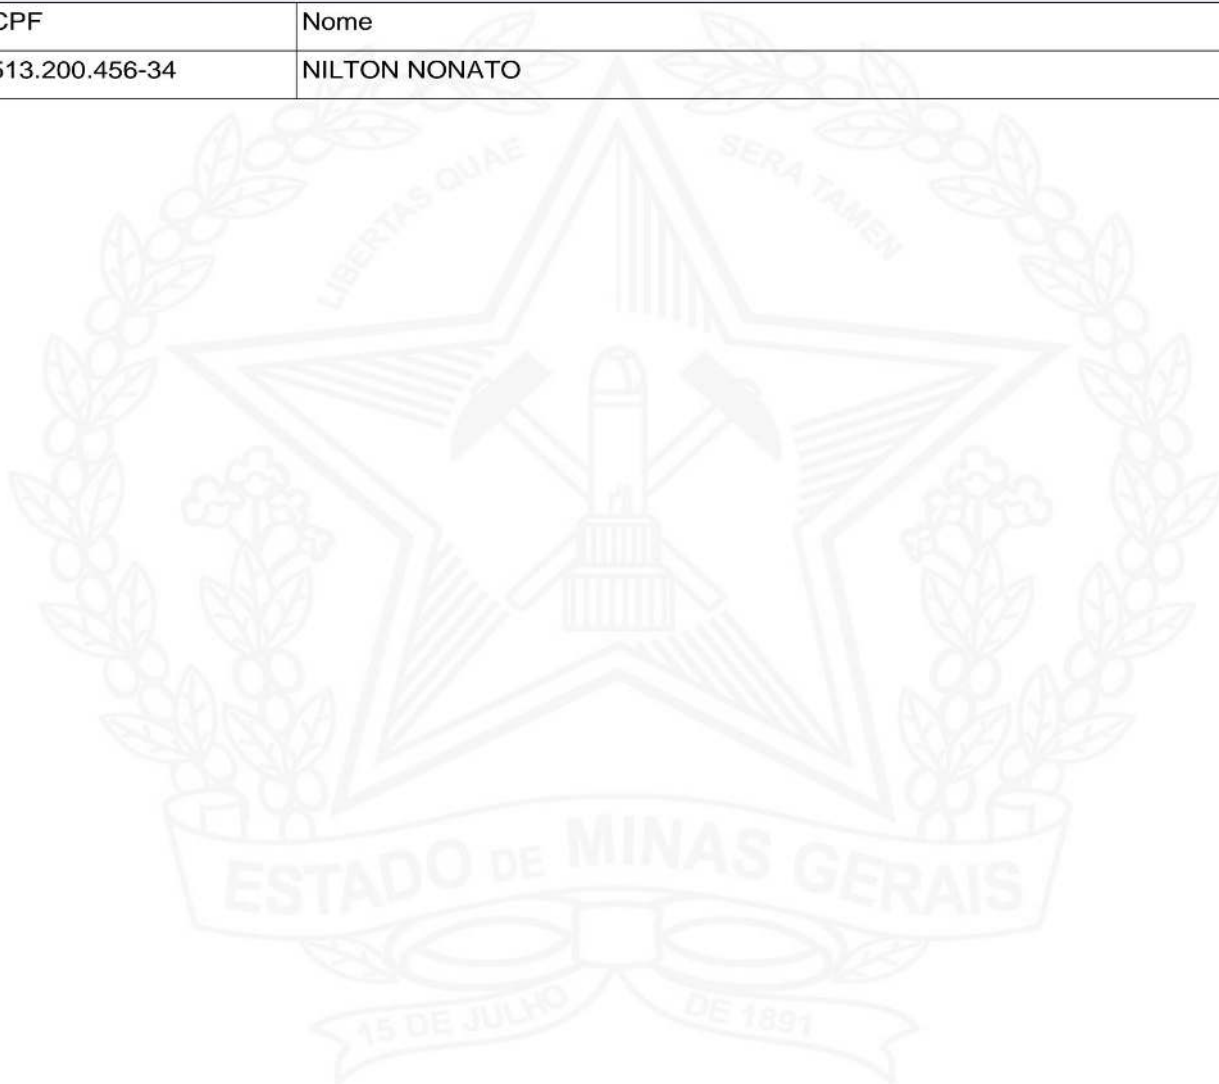 CPF Nome
513.200.456-34 NILTON NONATO
LIBERTAS QUAE SERA TAMEN
ESTADO DE MINAS GERAIS
15 DE JULHO DE 1891